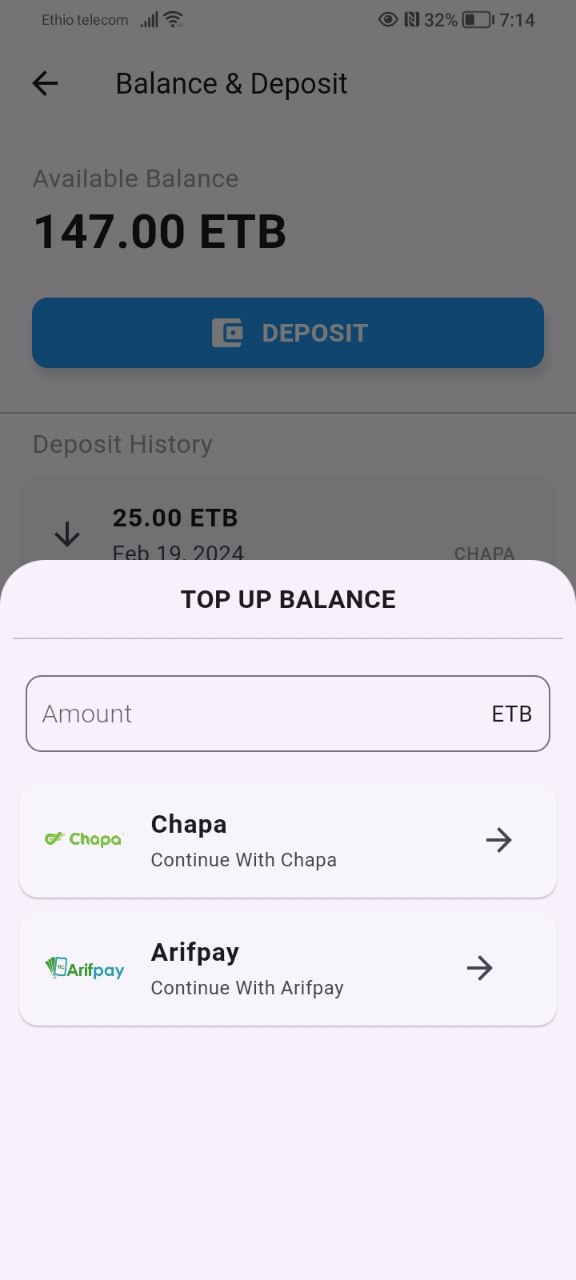 Ethio telecom 32% 7:14
Balance & Deposit
Available Balance
147.00 ETB
DEPOSIT
Deposit History
25.00 ETB
Feb 19, 2024 CHAPA
TOP UP BALANCE
Amount ETB
Chapa
Chapa
Continue With Chapa
Arifpay
Arifpay
Continue With Arifpay